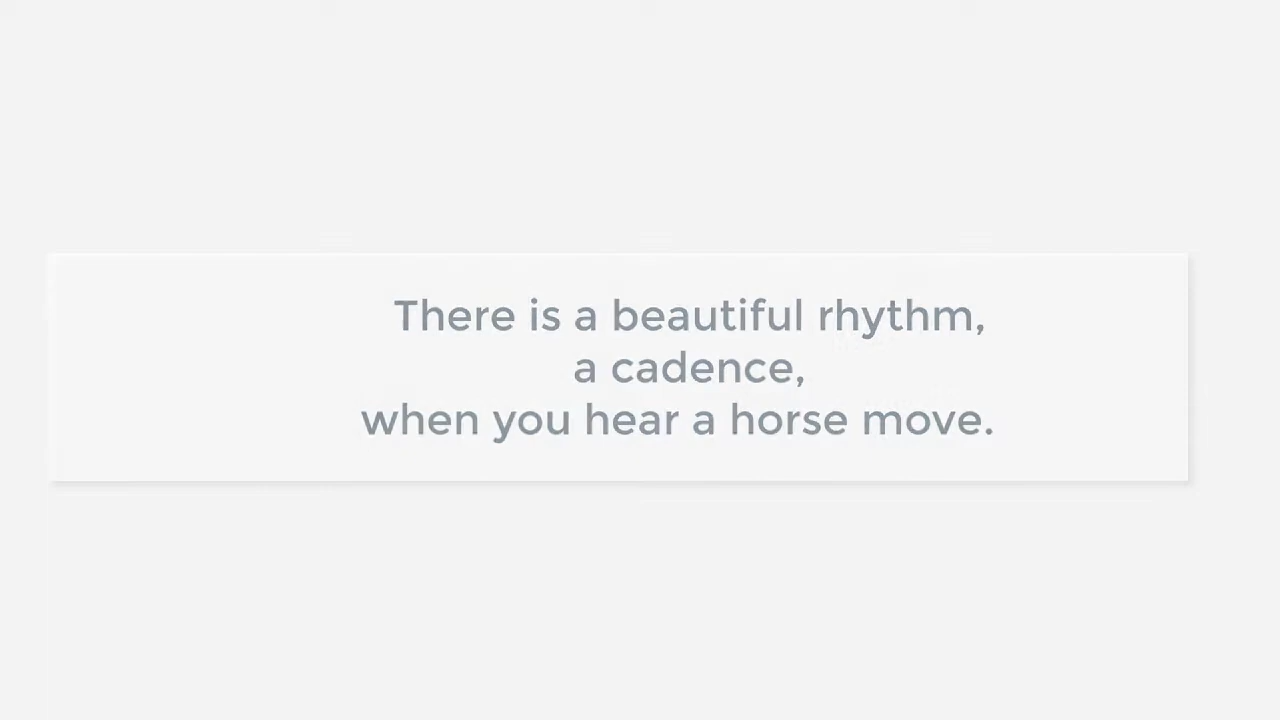 There is a beautiful rhythm,
a cadence,
when you hear a horse move.